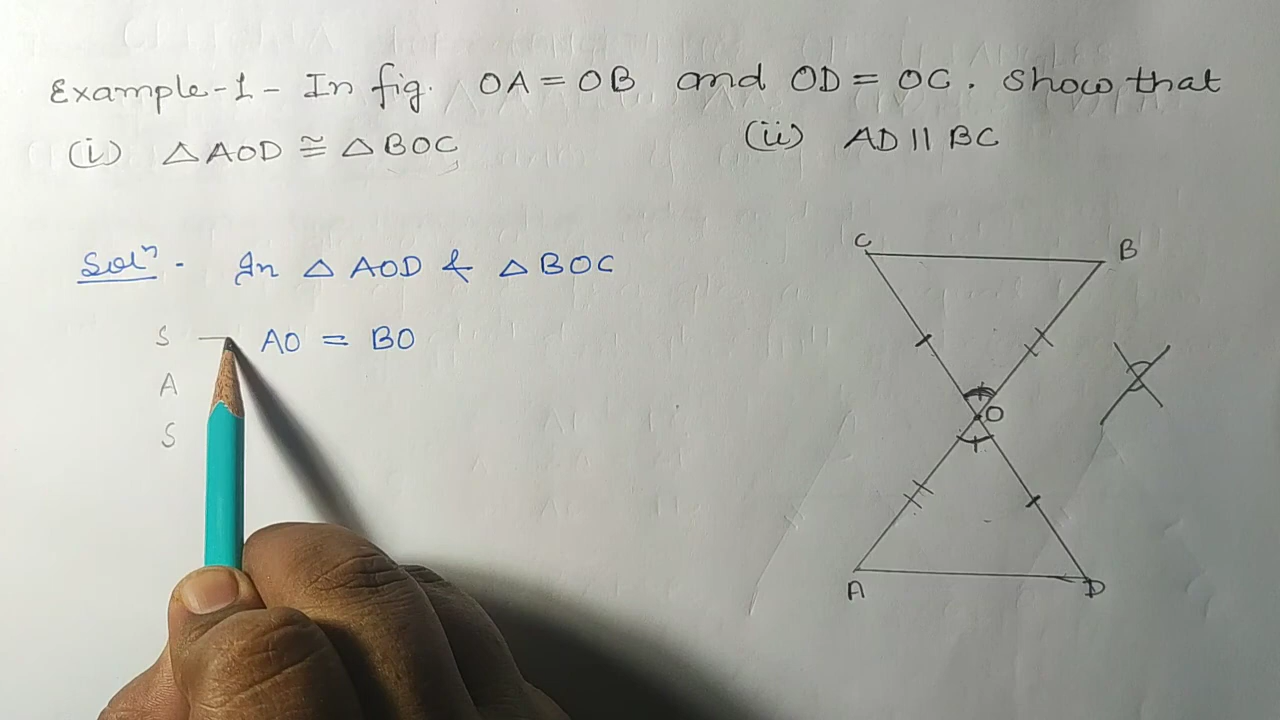 Example-1- In fig. OA = OB and OD = OC. Show that
(i) △AOD ≅ △BOC (ii) AD || BC
Solⁿ - In △ AOD & △ BOC
S — AO = BO
A
S
C
B
O
A
D